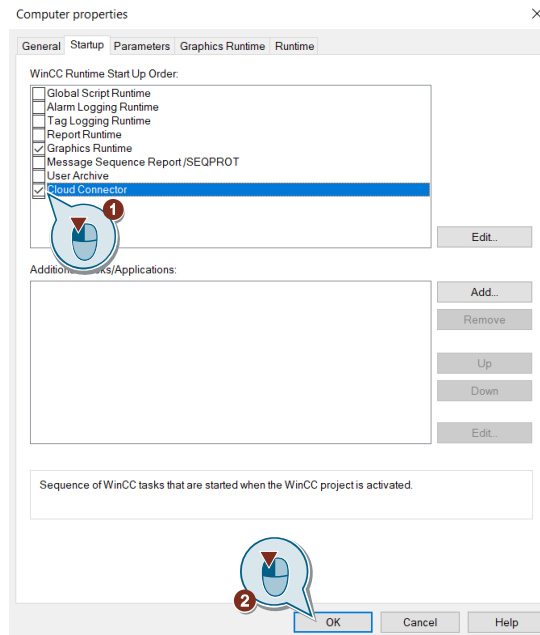 Computer properties
General Startup Parameters Graphics Runtime Runtime
WinCC Runtime Start Up Order:
Global Script Runtime
Alarm Logging Runtime
Tag Logging Runtime
Report Runtime
Graphics Runtime
Message Sequence Report /SEQPROT
User Archive
Cloud Connector
1
Edit...
Additional /Applications:
Add...
Remove
Up
Down
Edit...
Sequence of WinCC tasks that are started when the WinCC project is activated.
2
OK Cancel Help